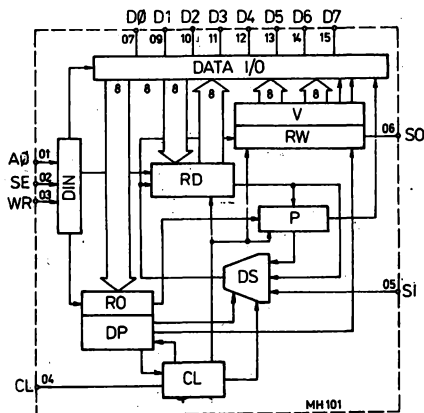 DØ D1 D2 D3 D4 D5 D6 D7
07 09 10 11 12 13 14 15
DATA I/O
8 8 8 8 8 8
V
RW
06 SO
AØ 01
SE 02
WR 03
DIN
RD
P
DS
05 SI
RO
DP
CL 04
CL
MH101